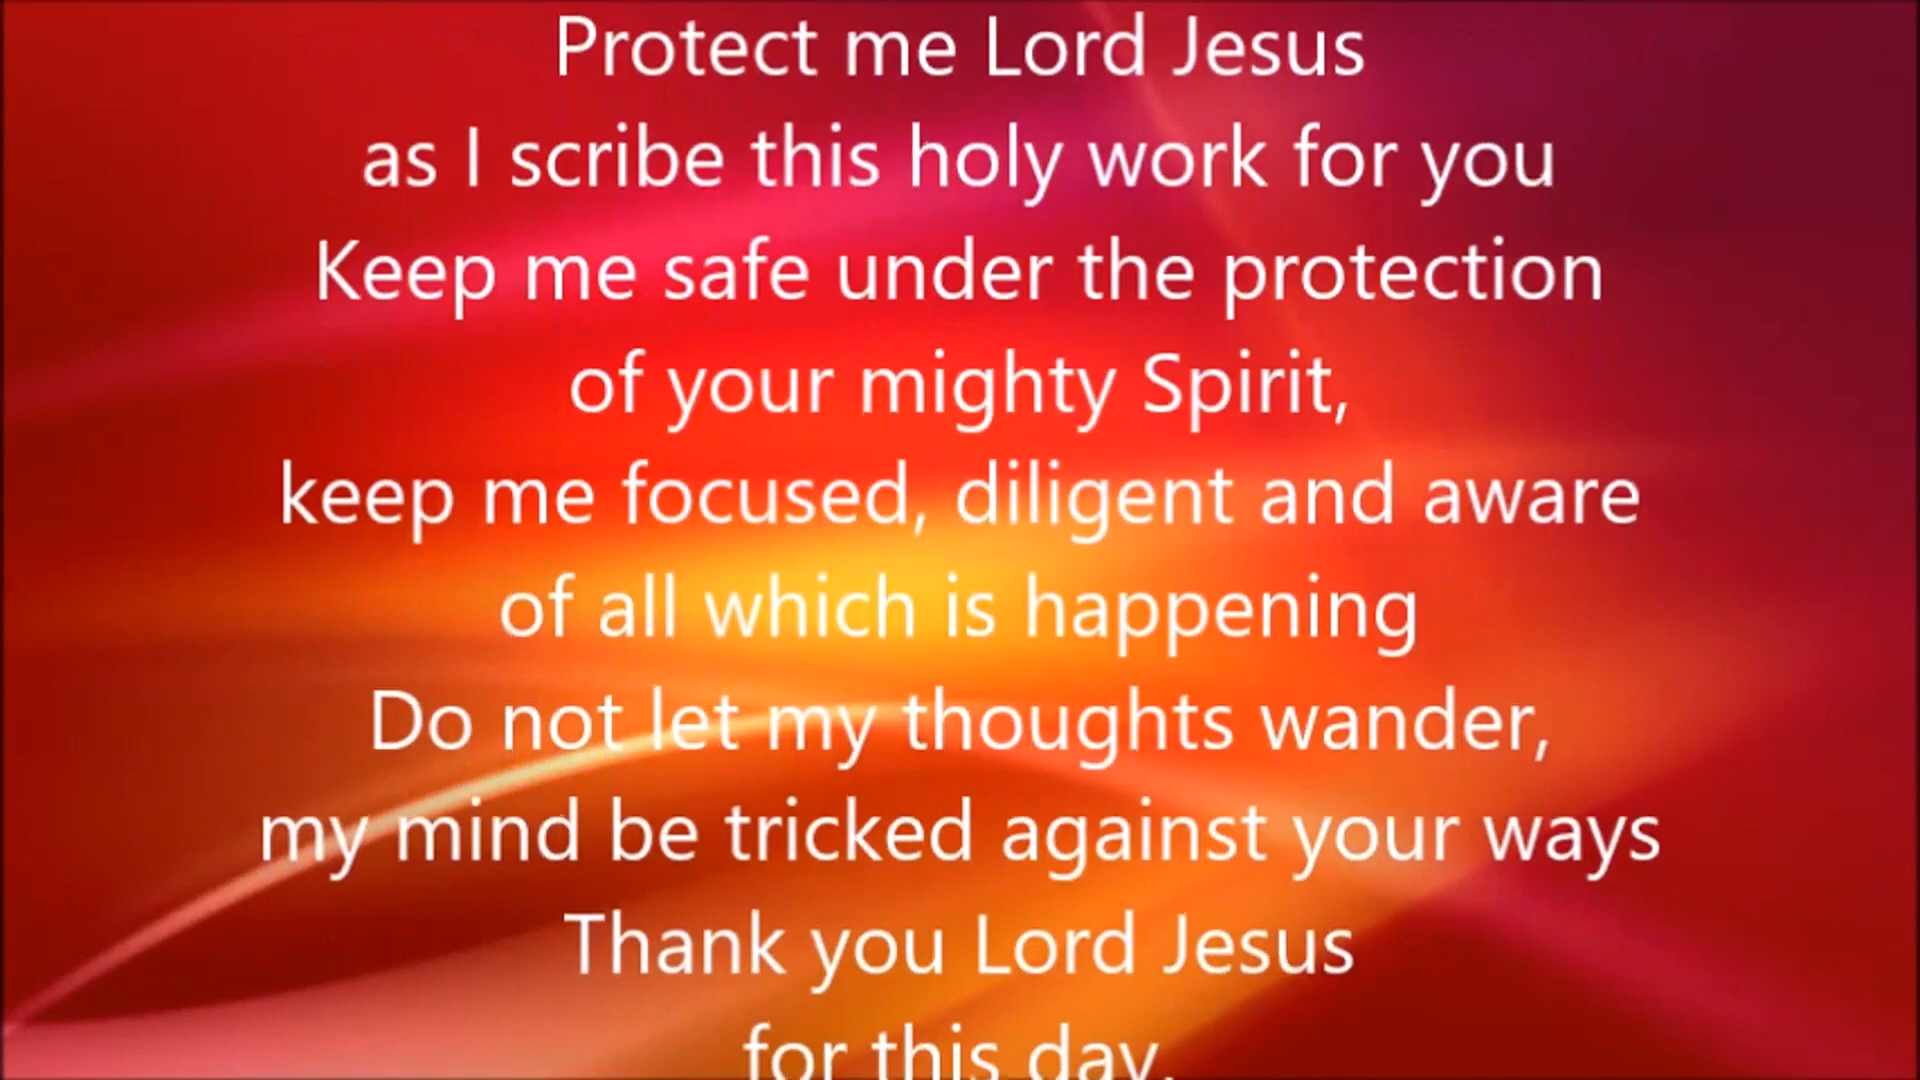 Protect me Lord Jesus
as I scribe this holy work for you
Keep me safe under the protection
of your mighty Spirit,
keep me focused, diligent and aware
of all which is happening
Do not let my thoughts wander,
my mind be tricked against your ways
Thank you Lord Jesus
for this day.